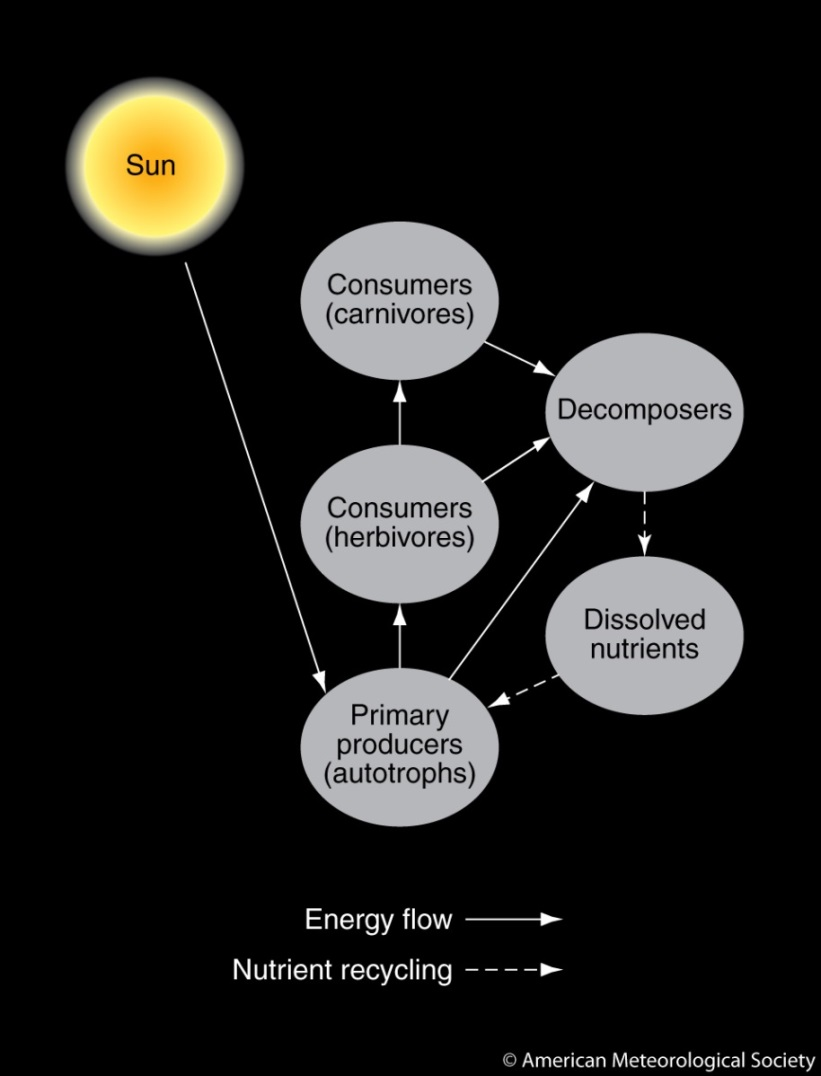 Sun
Consumers
(carnivores)
Decomposers
Consumers
(herbivores)
Dissolved
nutrients
Primary
producers
(autotrophs)
Energy flow
Nutrient recycling
© American Meteorological Society